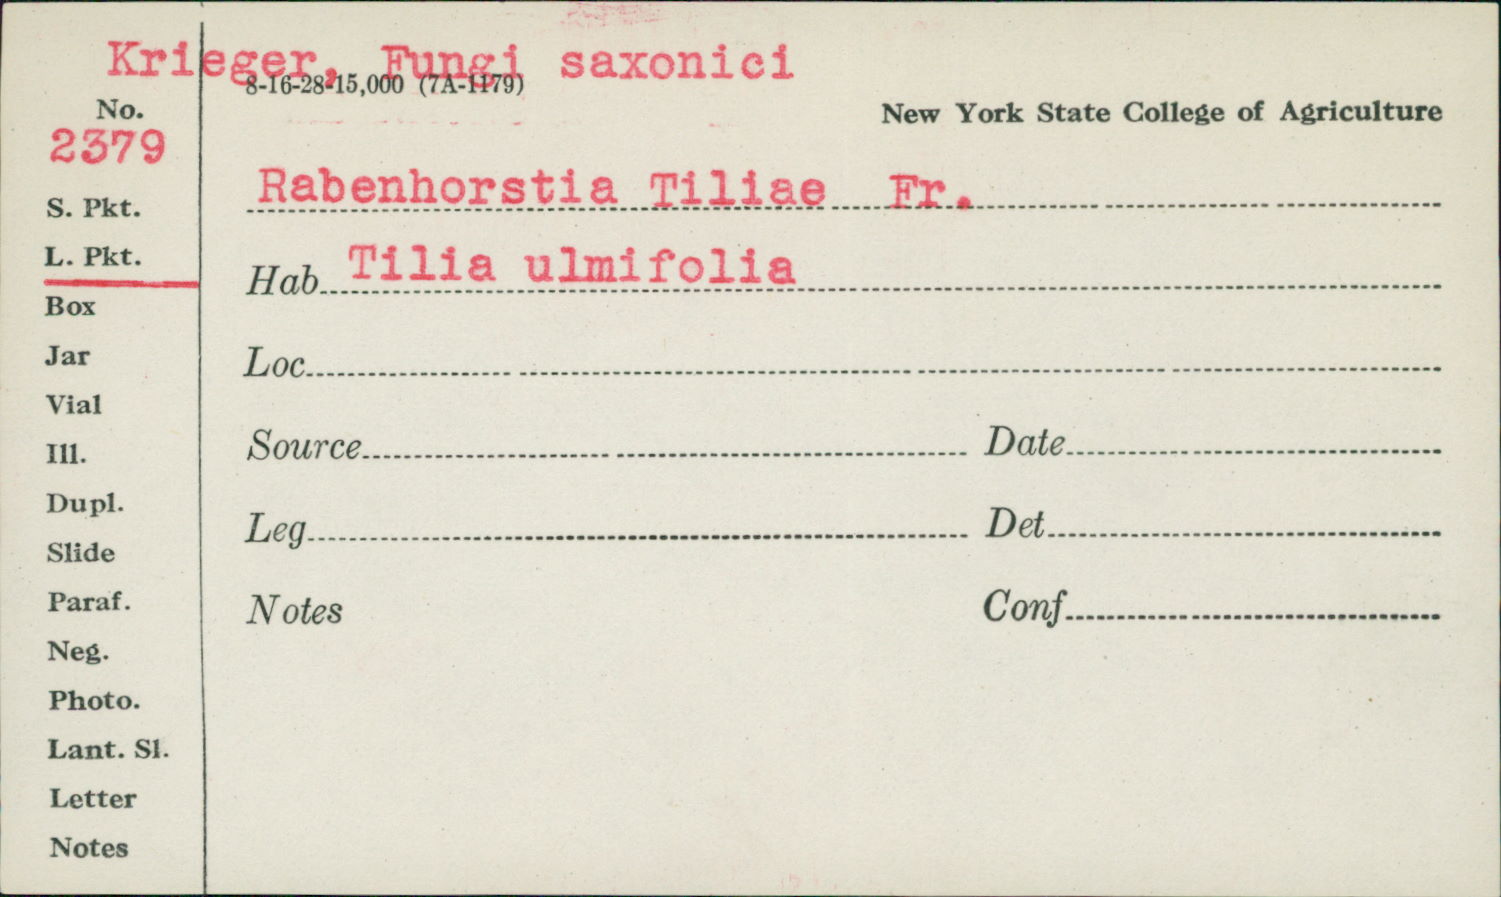 Krieger, Fungi saxonici
8-16-28-15,000 (7A-1179)
No.
New York State College of Agriculture
2379
Rabenhorstia Tiliae Fr.
S. Pkt.
L. Pkt.
Hab. Tilia ulmifolia
Box
Jar
Loc.
Vial
Source
Date
Ill.
Dupl.
Leg.
Det.
Slide
Paraf.
Notes
Conf.
Neg.
Photo.
Lant. Sl.
Letter
Notes